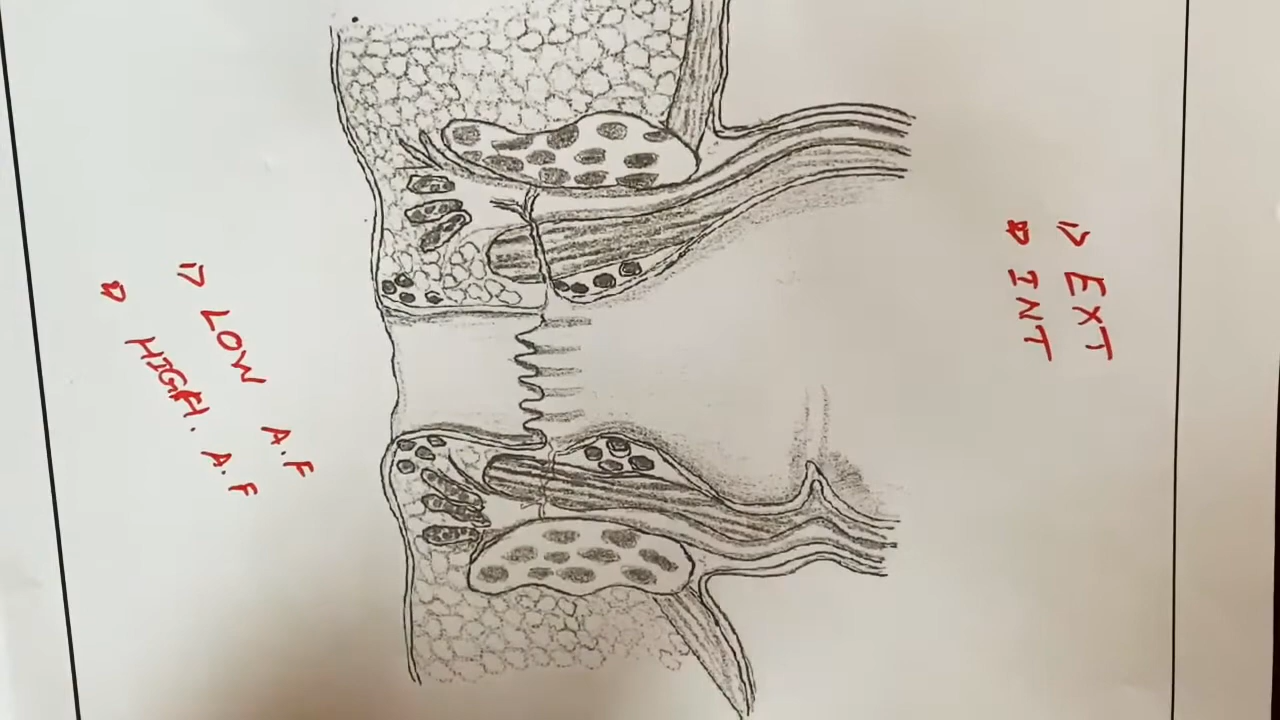 1) EXT
2) INT
1) LOW A.F
2) HIGH. A.F